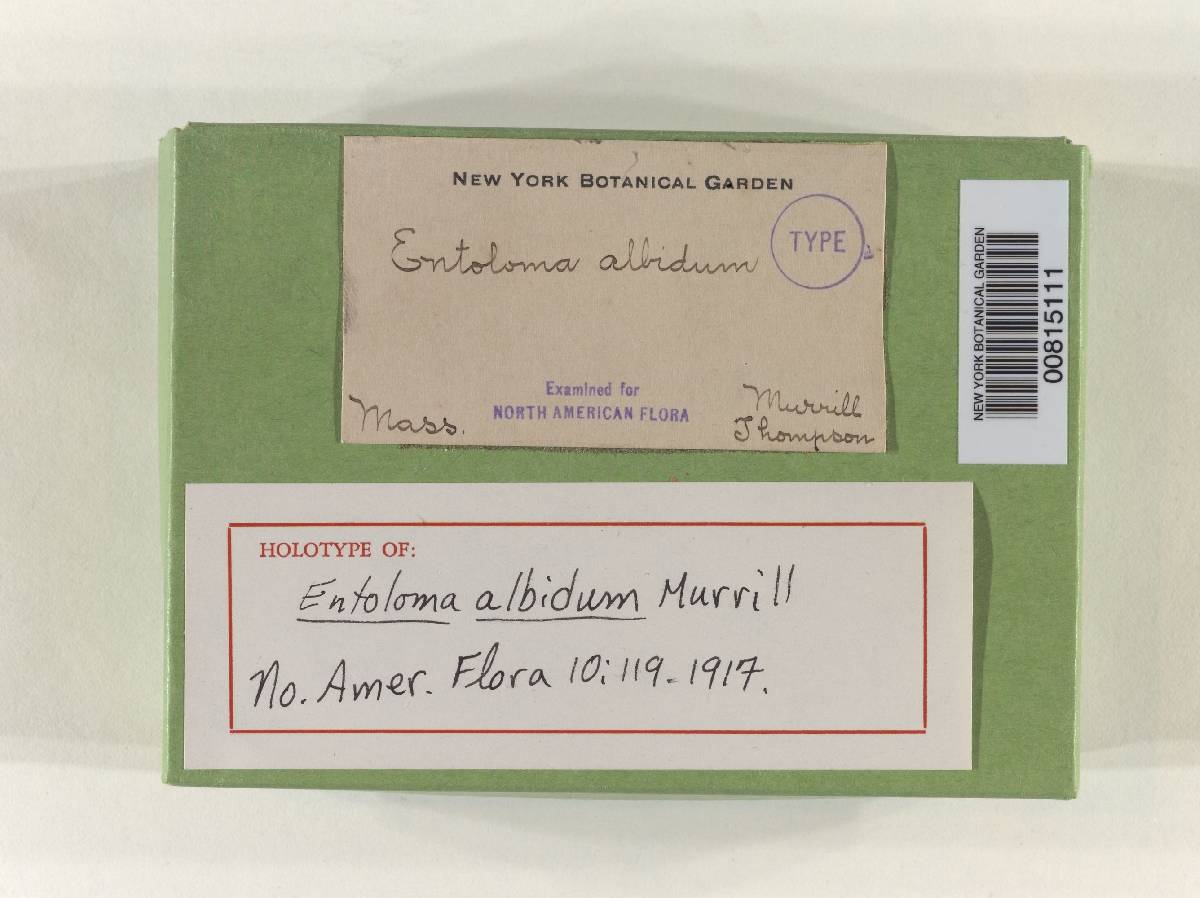 NEW YORK BOTANICAL GARDEN
Entoloma albidum
TYPE
Examined for
NORTH AMERICAN FLORA
Mass.
Murrill
Thompson
NEW YORK BOTANICAL GARDEN
00815111
HOLOTYPE OF:
Entoloma albidum Murrill
No. Amer. Flora 10:119. 1917.